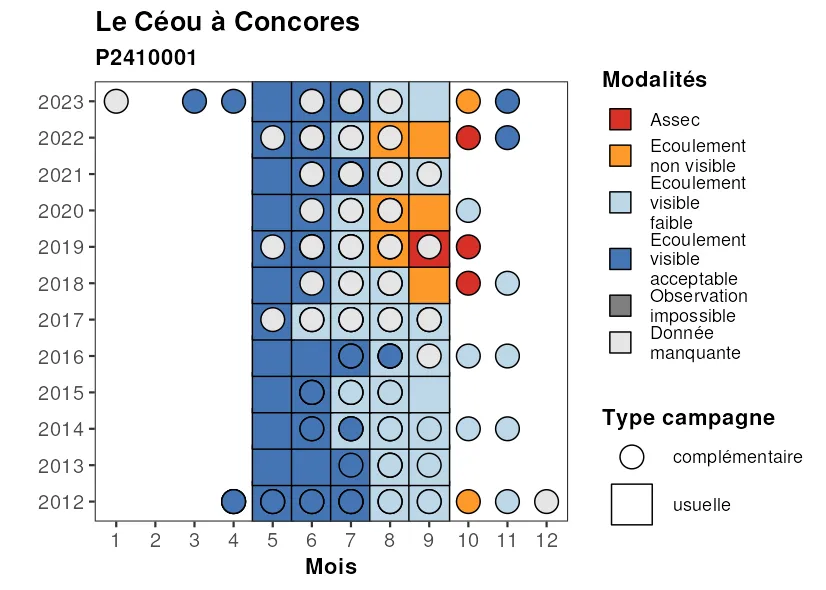 Le Céou à Concores
P2410001
2023
2022
2021
2020
2019
2018
2017
2016
2015
2014
2013
2012
1 2 3 4 5 6 7 8 9 10 11 12
Mois
Modalités
Assec
Ecoulement
non visible
Ecoulement
visible
faible
Ecoulement
visible
acceptable
Observation
impossible
Donnée
manquante
Type campagne
complémentaire
usuelle